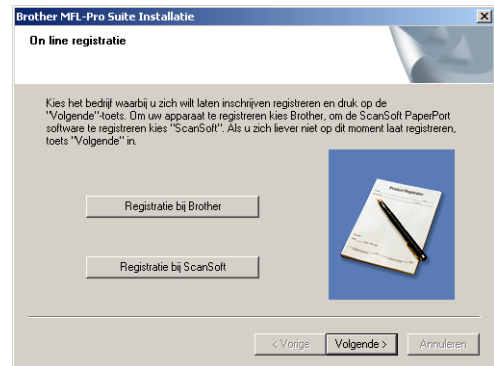 Brother MFL-Pro Suite Installatie
On line registratie
Kies het bedrijf waarbij u zich wilt laten inschrijven registreren en druk op de
"Volgende"-toets. Om uw apparaat te registreren kies Brother, om de ScanSoft PaperPort
software te registreren kies "ScanSoft". Als u zich liever niet op dit moment laat registreren,
toets "Volgende" in.
Product Registration
Registratie bij Brother
Registratie bij ScanSoft
< Vorige Volgende > Annuleren